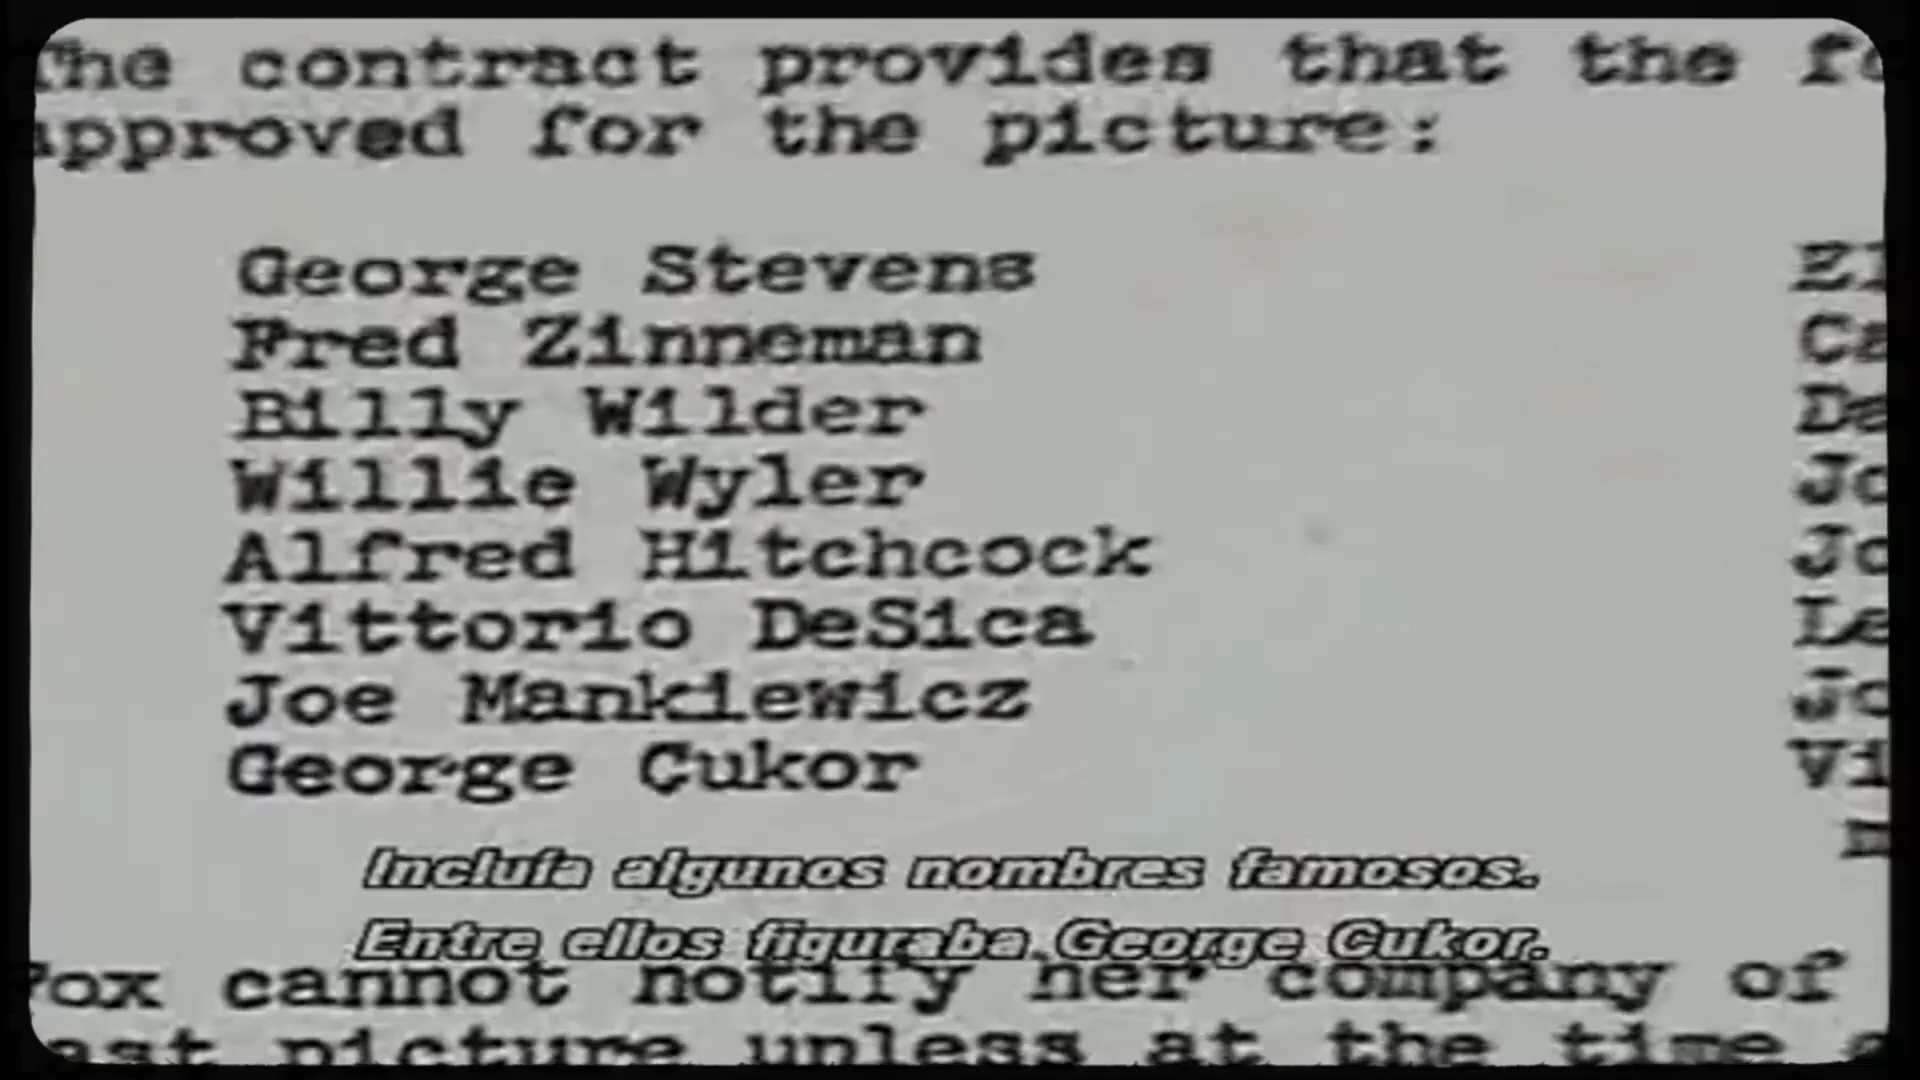 The contract provides that the
approved for the picture:
George Stevens
Fred Zinneman
Billy Wilder
Willie Wyler
Alfred Hitchcock
Vittorio DeSica
Joe Mankiewicz
George Cukor
Incluía algunos nombres famosos.
Entre ellos figuraba George Cukor.
Fox cannot notify her company of
picture unless at the time